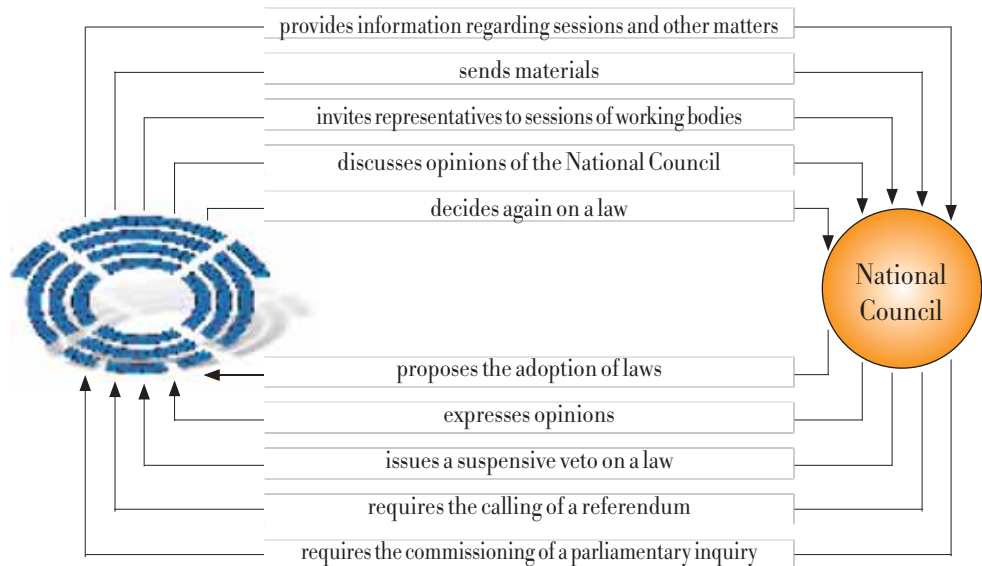 provides information regarding sessions and other matters
sends materials
invites representatives to sessions of working bodies
discusses opinions of the National Council
decides again on a law
National
Council
proposes the adoption of laws
expresses opinions
issues a suspensive veto on a law
requires the calling of a referendum
requires the commissioning of a parliamentary inquiry